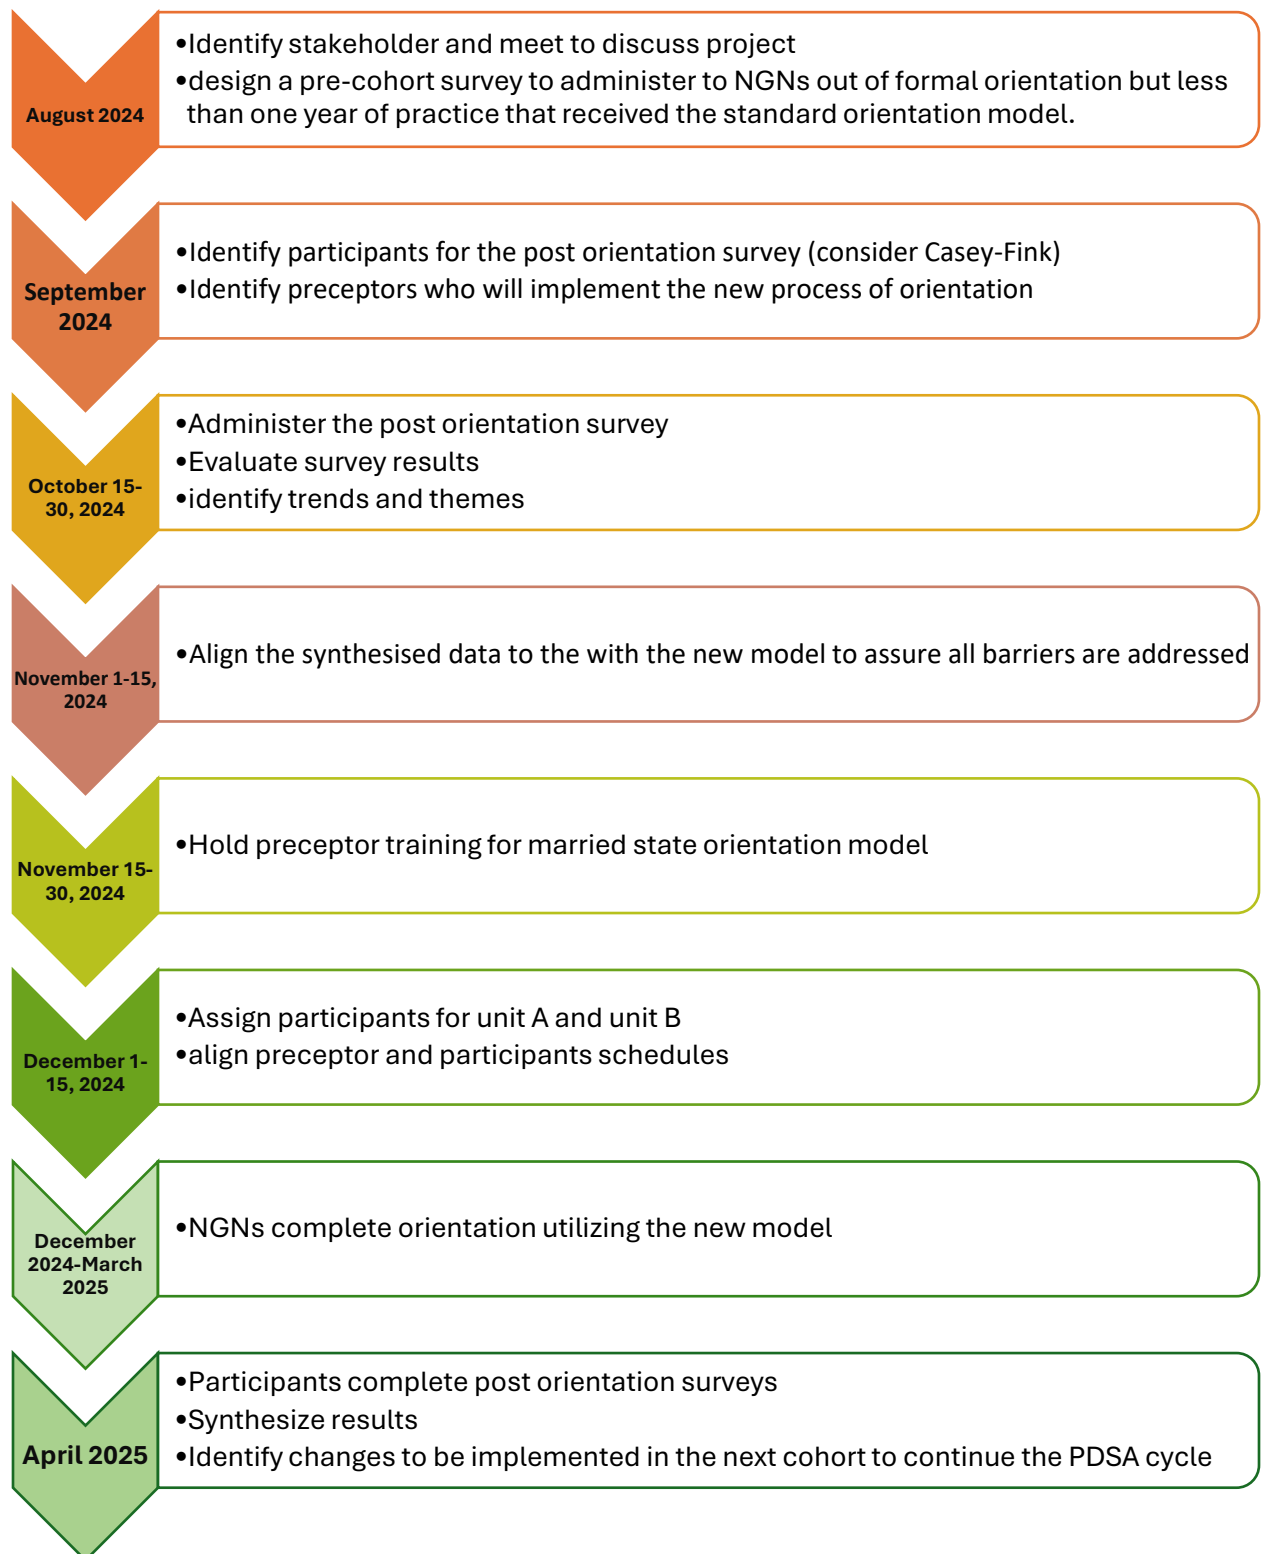 August 2024
•Identify stakeholder and meet to discuss project
•design a pre-cohort survey to administer to NGNs out of formal orientation but less
than one year of practice that received the standard orientation model.
September
2024
•Identify participants for the post orientation survey (consider Casey-Fink)
•Identify preceptors who will implement the new process of orientation
October 15-
30, 2024
•Administer the post orientation survey
•Evaluate survey results
•identify trends and themes
November 1-15,
2024
•Align the synthesised data to the with the new model to assure all barriers are addressed
November 15-
30, 2024
•Hold preceptor training for married state orientation model
December 1-
15, 2024
•Assign participants for unit A and unit B
•align preceptor and participants schedules
December
2024-March
2025
•NGNs complete orientation utilizing the new model
April 2025
•Participants complete post orientation surveys
•Synthesize results
•Identify changes to be implemented in the next cohort to continue the PDSA cycle